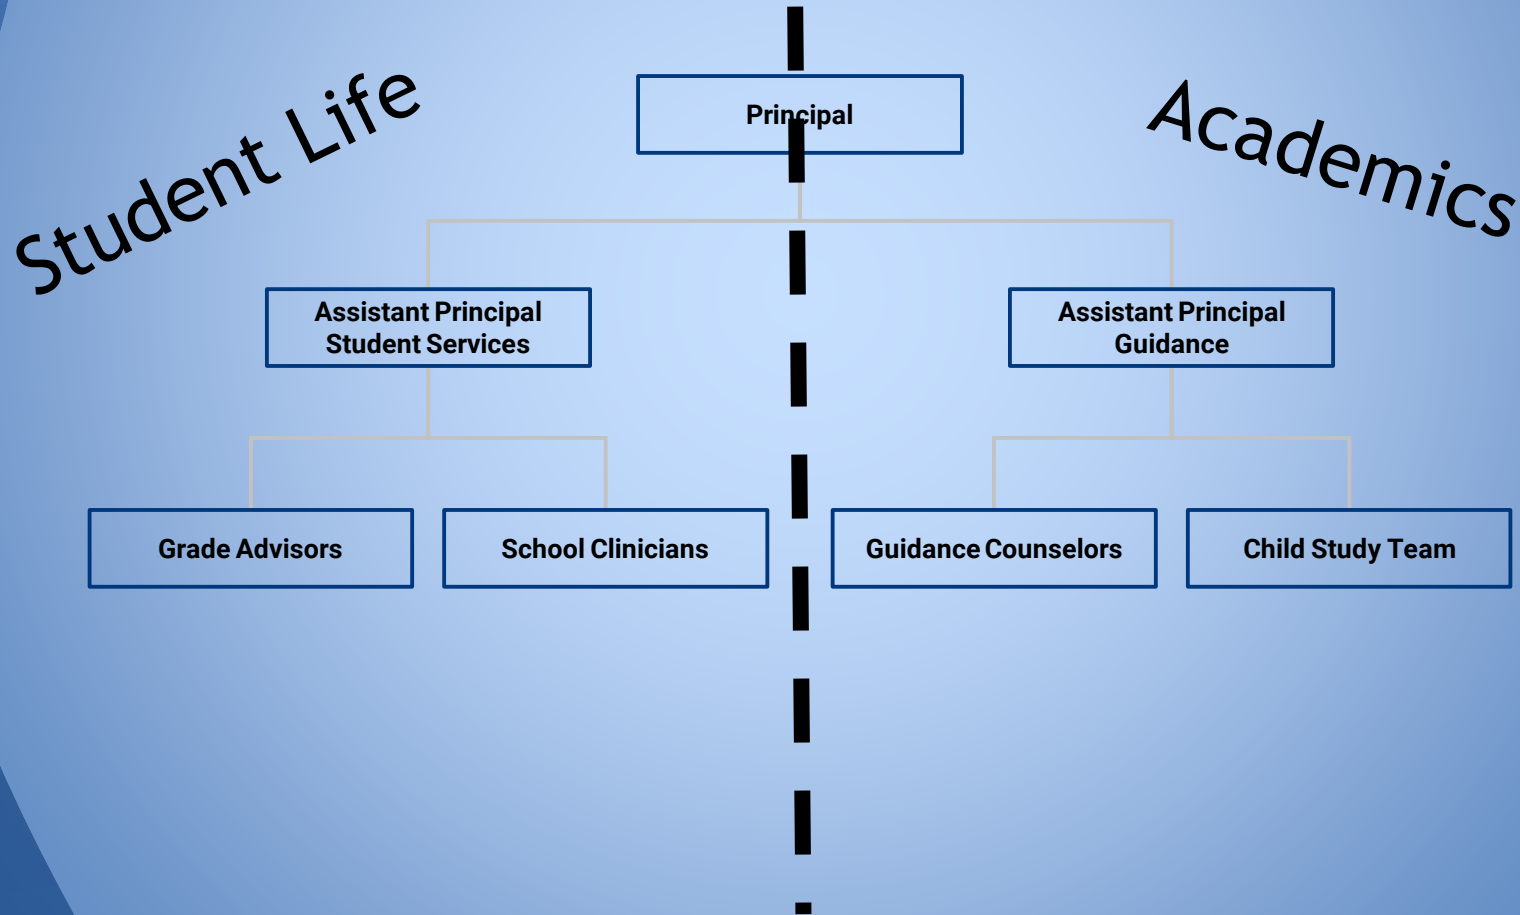 Student Life
Principal
Academics
Assistant Principal
Student Services
Assistant Principal
Guidance
Grade Advisors
School Clinicians
Guidance Counselors
Child Study Team